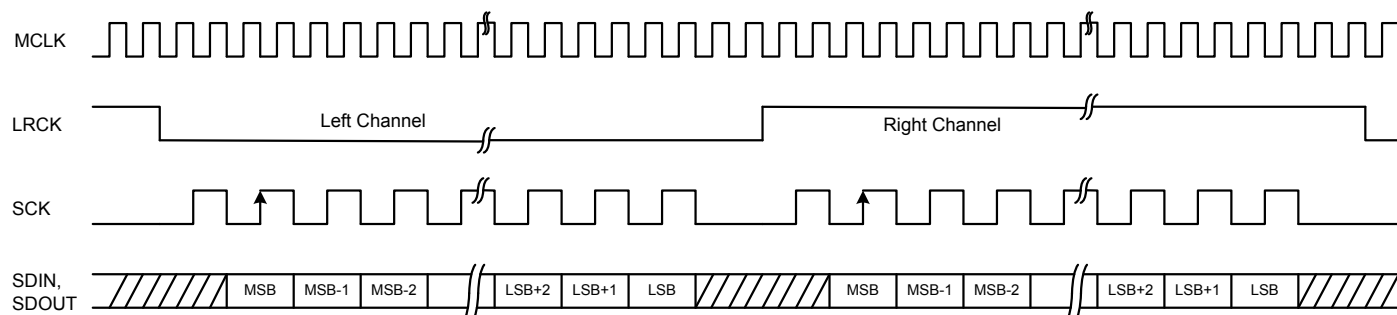 MCLK
LRCK
Left Channel
Right Channel
SCK
SDIN,
SDOUT
MSB MSB-1 MSB-2 LSB+2 LSB+1 LSB MSB MSB-1 MSB-2 LSB+2 LSB+1 LSB